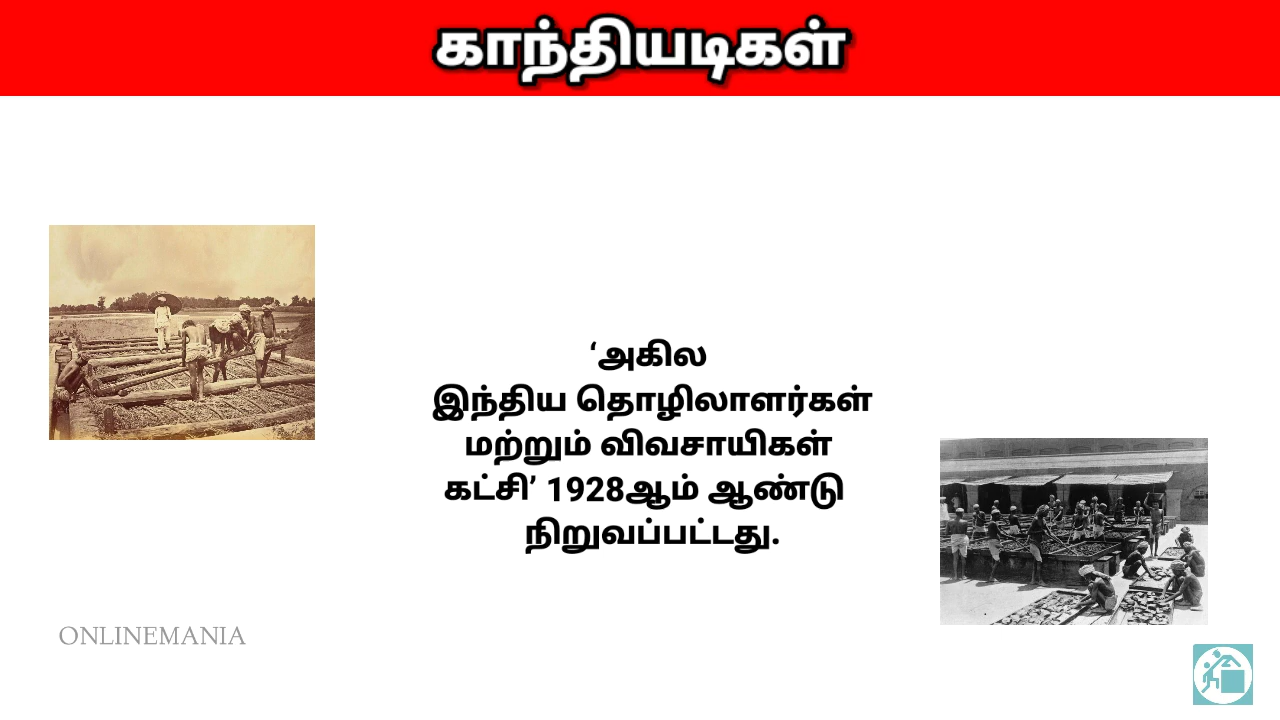 காந்தியடிகள்
‘அகில
இந்திய தொழிலாளர்கள்
மற்றும் விவசாயிகள்
கட்சி’ 1928ஆம் ஆண்டு
நிறுவப்பட்டது.
ONLINEMANIA